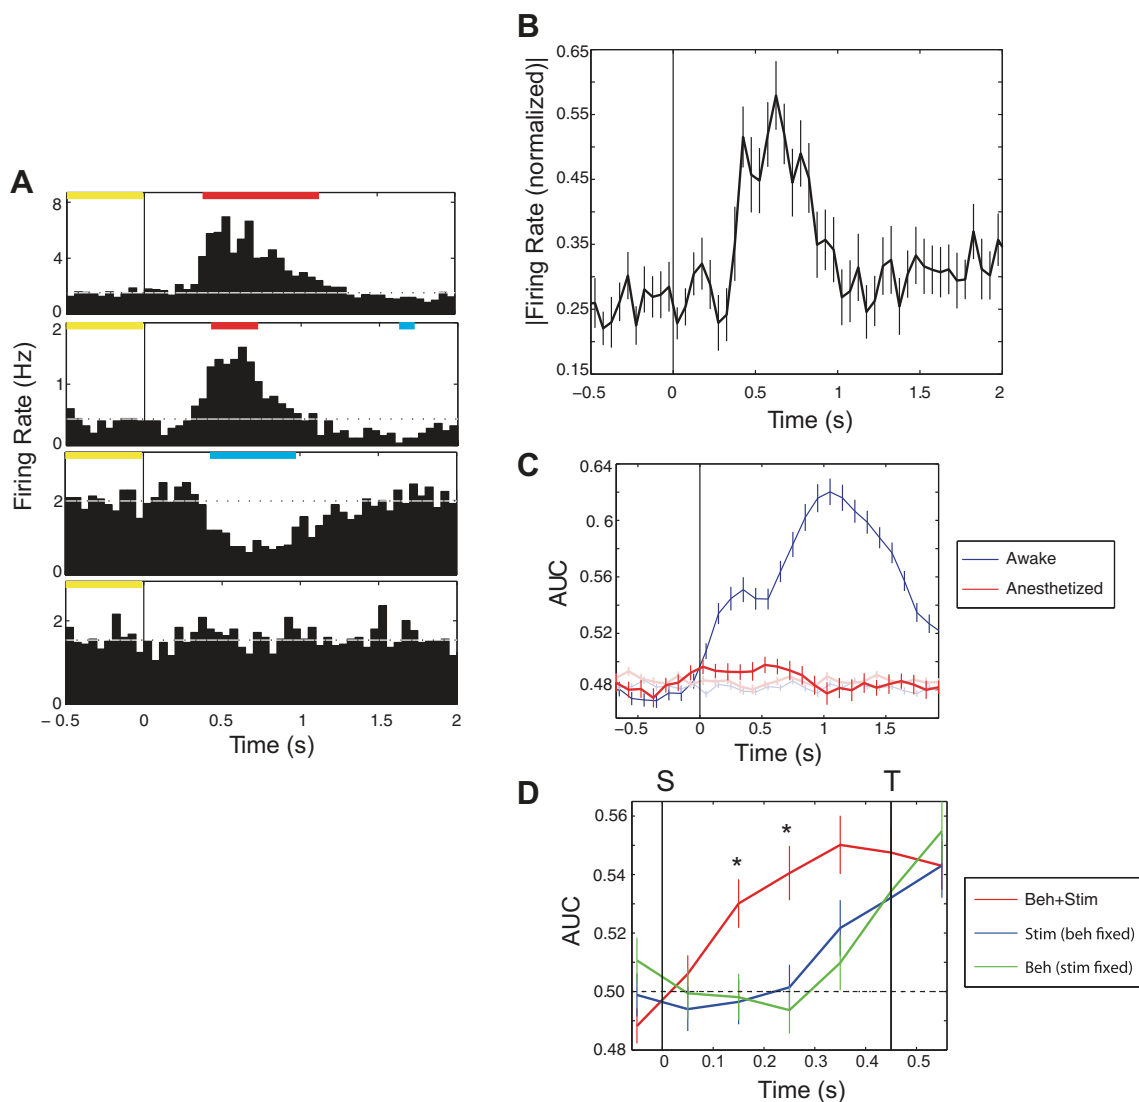 A
8
4
0
2
1
0
2
0
2
0
– 0.5 0 0.5 1 1.5 2
Time (s)
Firing Rate (Hz)
B
0.65
0.55
0.45
0.35
0.25
0.15
−0.5 0 0.5 1 1.5 2
Time (s)
|Firing Rate (normalized)|
C
0.64
0.6
0.56
0.52
0.48
−0.5 0 0.5 1 1.5
Time (s)
AUC
Awake
Anesthetized
D
S T
0.56
0.54
0.52
0.50
0.48
* *
0 0.1 0.2 0.3 0.4 0.5
Time (s)
AUC
Beh+Stim
Stim (beh fixed)
Beh (stim fixed)